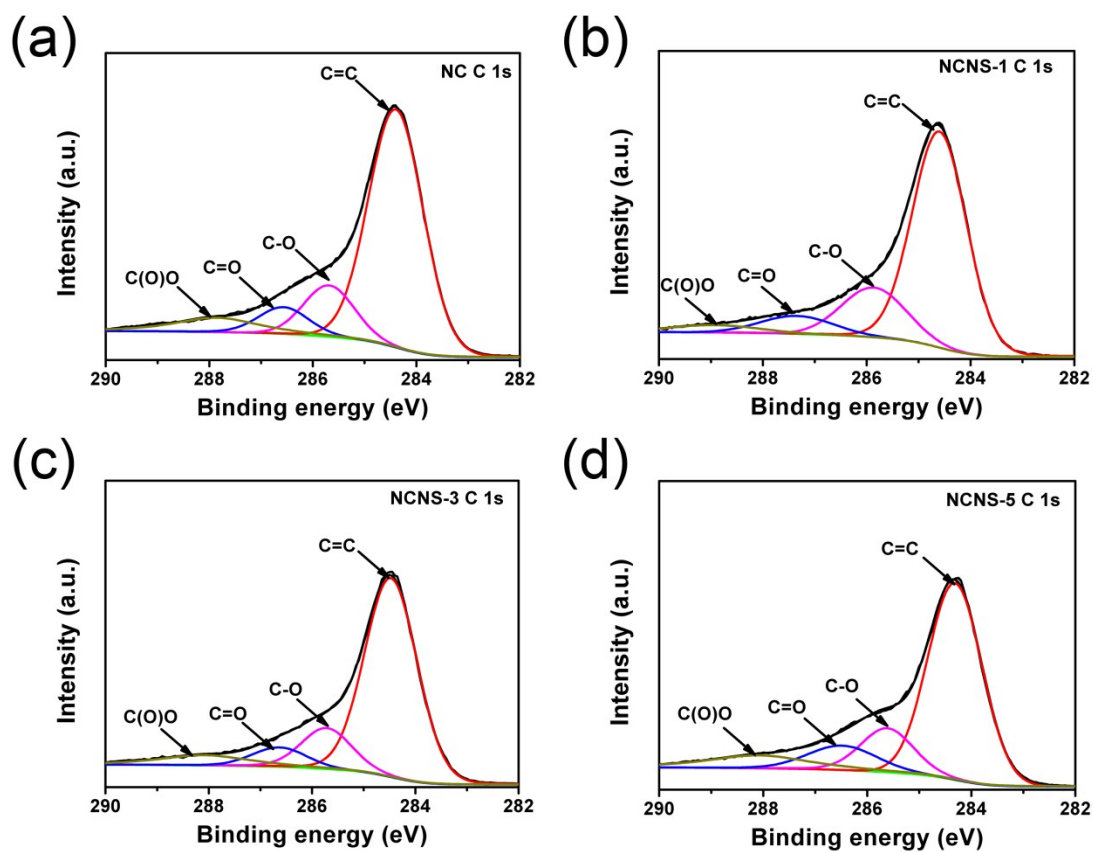 (a)
NC C 1s
C=C
C-O
C=O
C(O)O
Intensity (a.u.)
290 288 286 284 282
Binding energy (eV)
(b)
NCNS-1 C 1s
C=C
C-O
C=O
C(O)O
Intensity (a.u.)
290 288 286 284 282
Binding energy (eV)
(c)
NCNS-3 C 1s
C=C
C-O
C=O
C(O)O
Intensity (a.u.)
290 288 286 284 282
Binding energy (eV)
(d)
NCNS-5 C 1s
C=C
C-O
C=O
C(O)O
Intensity (a.u.)
290 288 286 284 282
Binding energy (eV)